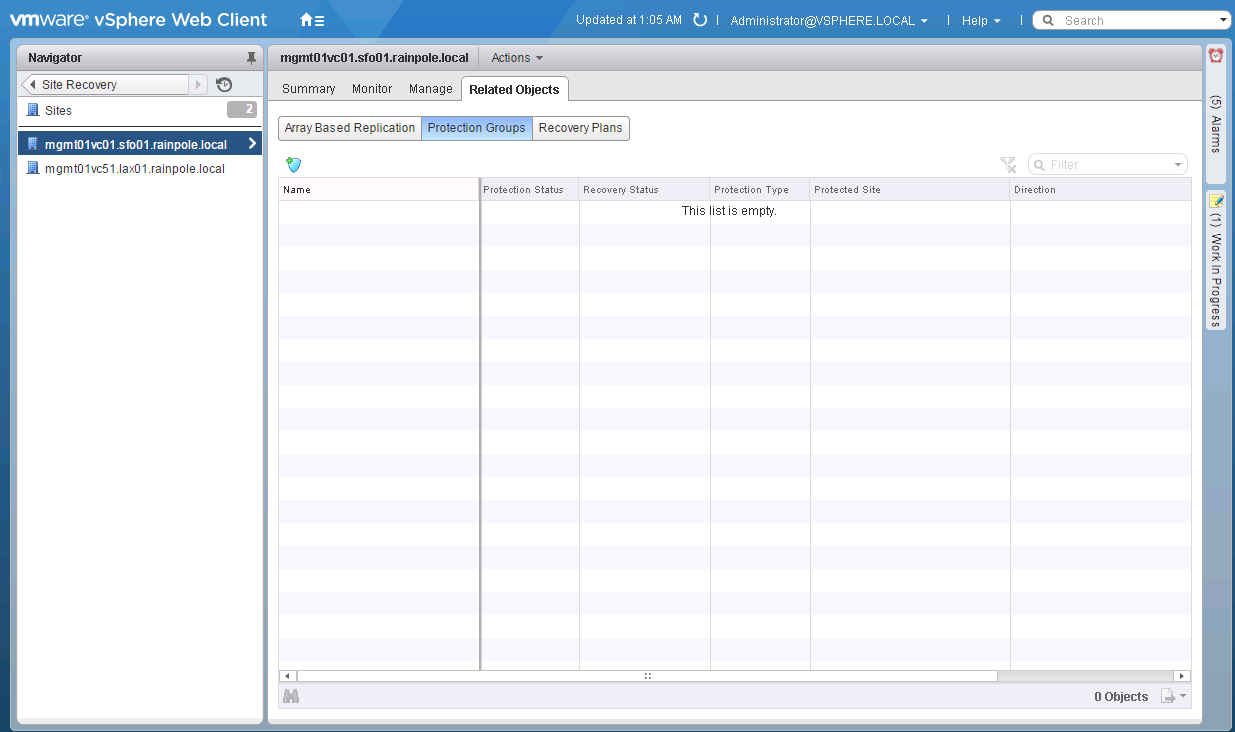 vmware® vSphere Web Client
Updated at 1:05 AM
Administrator@VSPHERE.LOCAL
Help
Search
Navigator
Site Recovery
Sites
2
mgmt01vc01.sfo01.rainpole.local
mgmt01vc51.lax01.rainpole.local
mgmt01vc01.sfo01.rainpole.local
Actions
Summary
Monitor
Manage
Related Objects
Array Based Replication
Protection Groups
Recovery Plans
Filter
Name
Protection Status
Recovery Status
Protection Type
Protected Site
Direction
This list is empty.
0 Objects
(5) Alarms
(1) Work In Progress